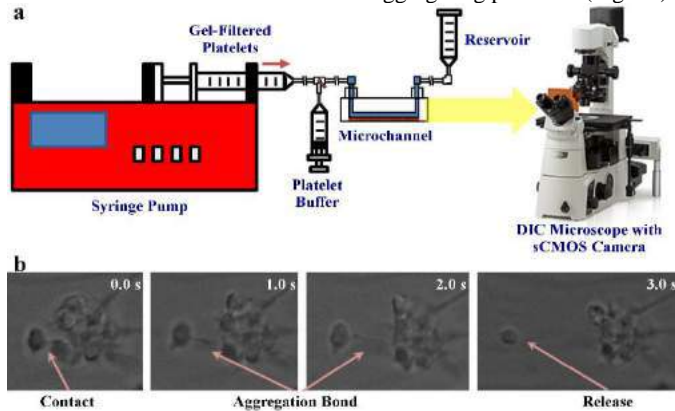 aggregating
a
Gel-Filtered
Platelets
Reservoir
Microchannel
Platelet
Buffer
Syringe Pump
DIC Microscope with
sCMOS Camera
b
0.0 s
1.0 s
2.0 s
3.0 s
Contact
Aggregation Bond
Release